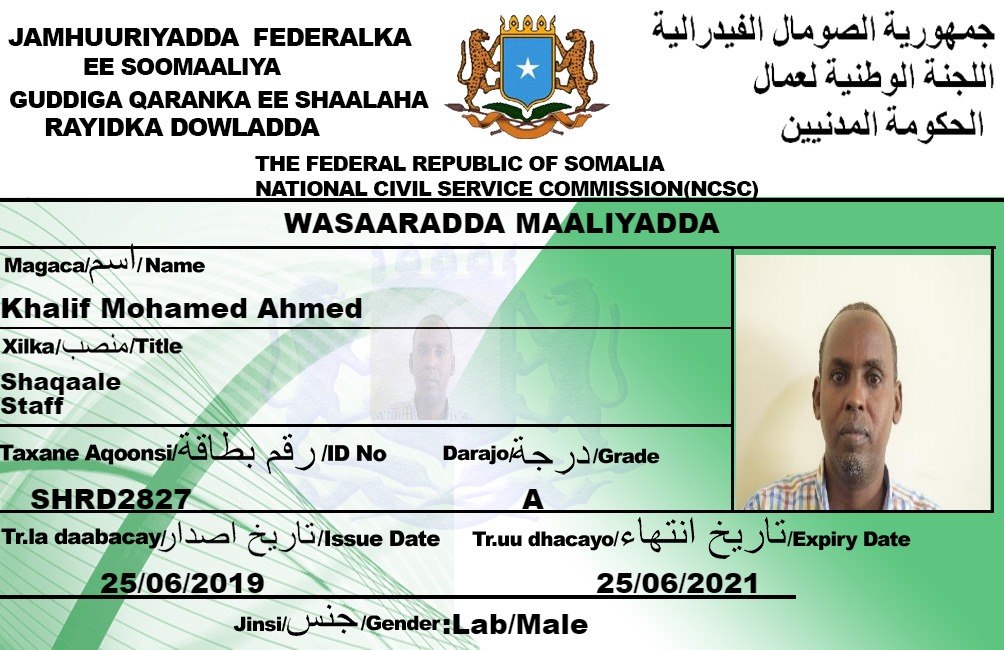 JAMHUURIYADDA FEDERALKA
EE SOOMAALIYA
GUDDIGA QARANKA EE SHAALAHA
RAYIDKA DOWLADDA
جمهورية الصومال الفيدرالية
اللجنة الوطنية لعمال
الحكومة المدنيين
THE FEDERAL REPUBLIC OF SOMALIA
NATIONAL CIVIL SERVICE COMMISSION(NCSC)
WASAARADDA MAALIYADDA
Magaca/اسم/Name
Khalif Mohamed Ahmed
Xilka/منصب/Title
Shaqaale
Staff
Taxane Aqoonsi/رقم بطاقة/ID No
Darajo/درجة/Grade
SHRD2827
A
Tr.la daabacay/تاريخ اصدار/Issue Date
Tr.uu dhacayo/تاريخ انتهاء/Expiry Date
25/06/2019
25/06/2021
Jinsi/جنس/Gender:Lab/Male